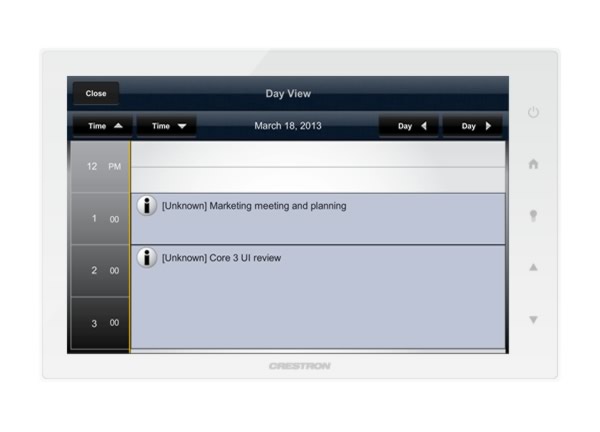 Close
Day View
Time
Time
March 18, 2013
Day
Day
12 PM
1 00
[Unknown] Marketing meeting and planning
2 00
[Unknown] Core 3 UI review
3 00
CRESTRON